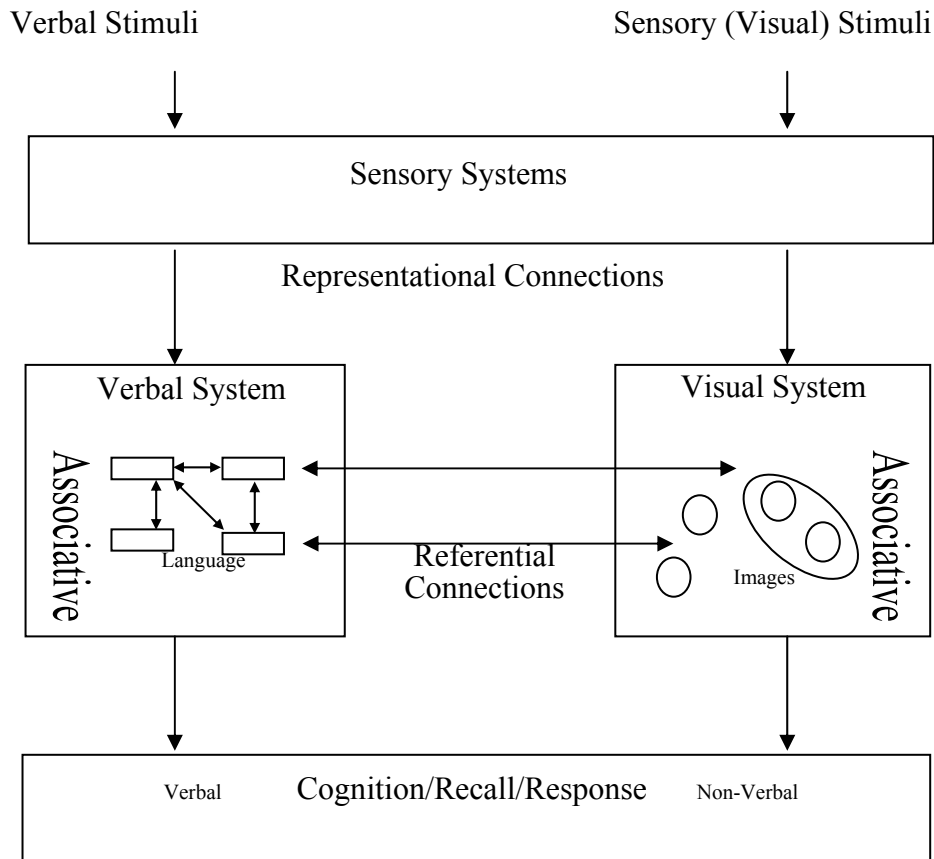 Verbal Stimuli
Sensory (Visual) Stimuli
Sensory Systems
Representational Connections
Verbal System
Associative
Language
Referential
Connections
Visual System
Images
Associative
Verbal
Cognition/Recall/Response
Non-Verbal